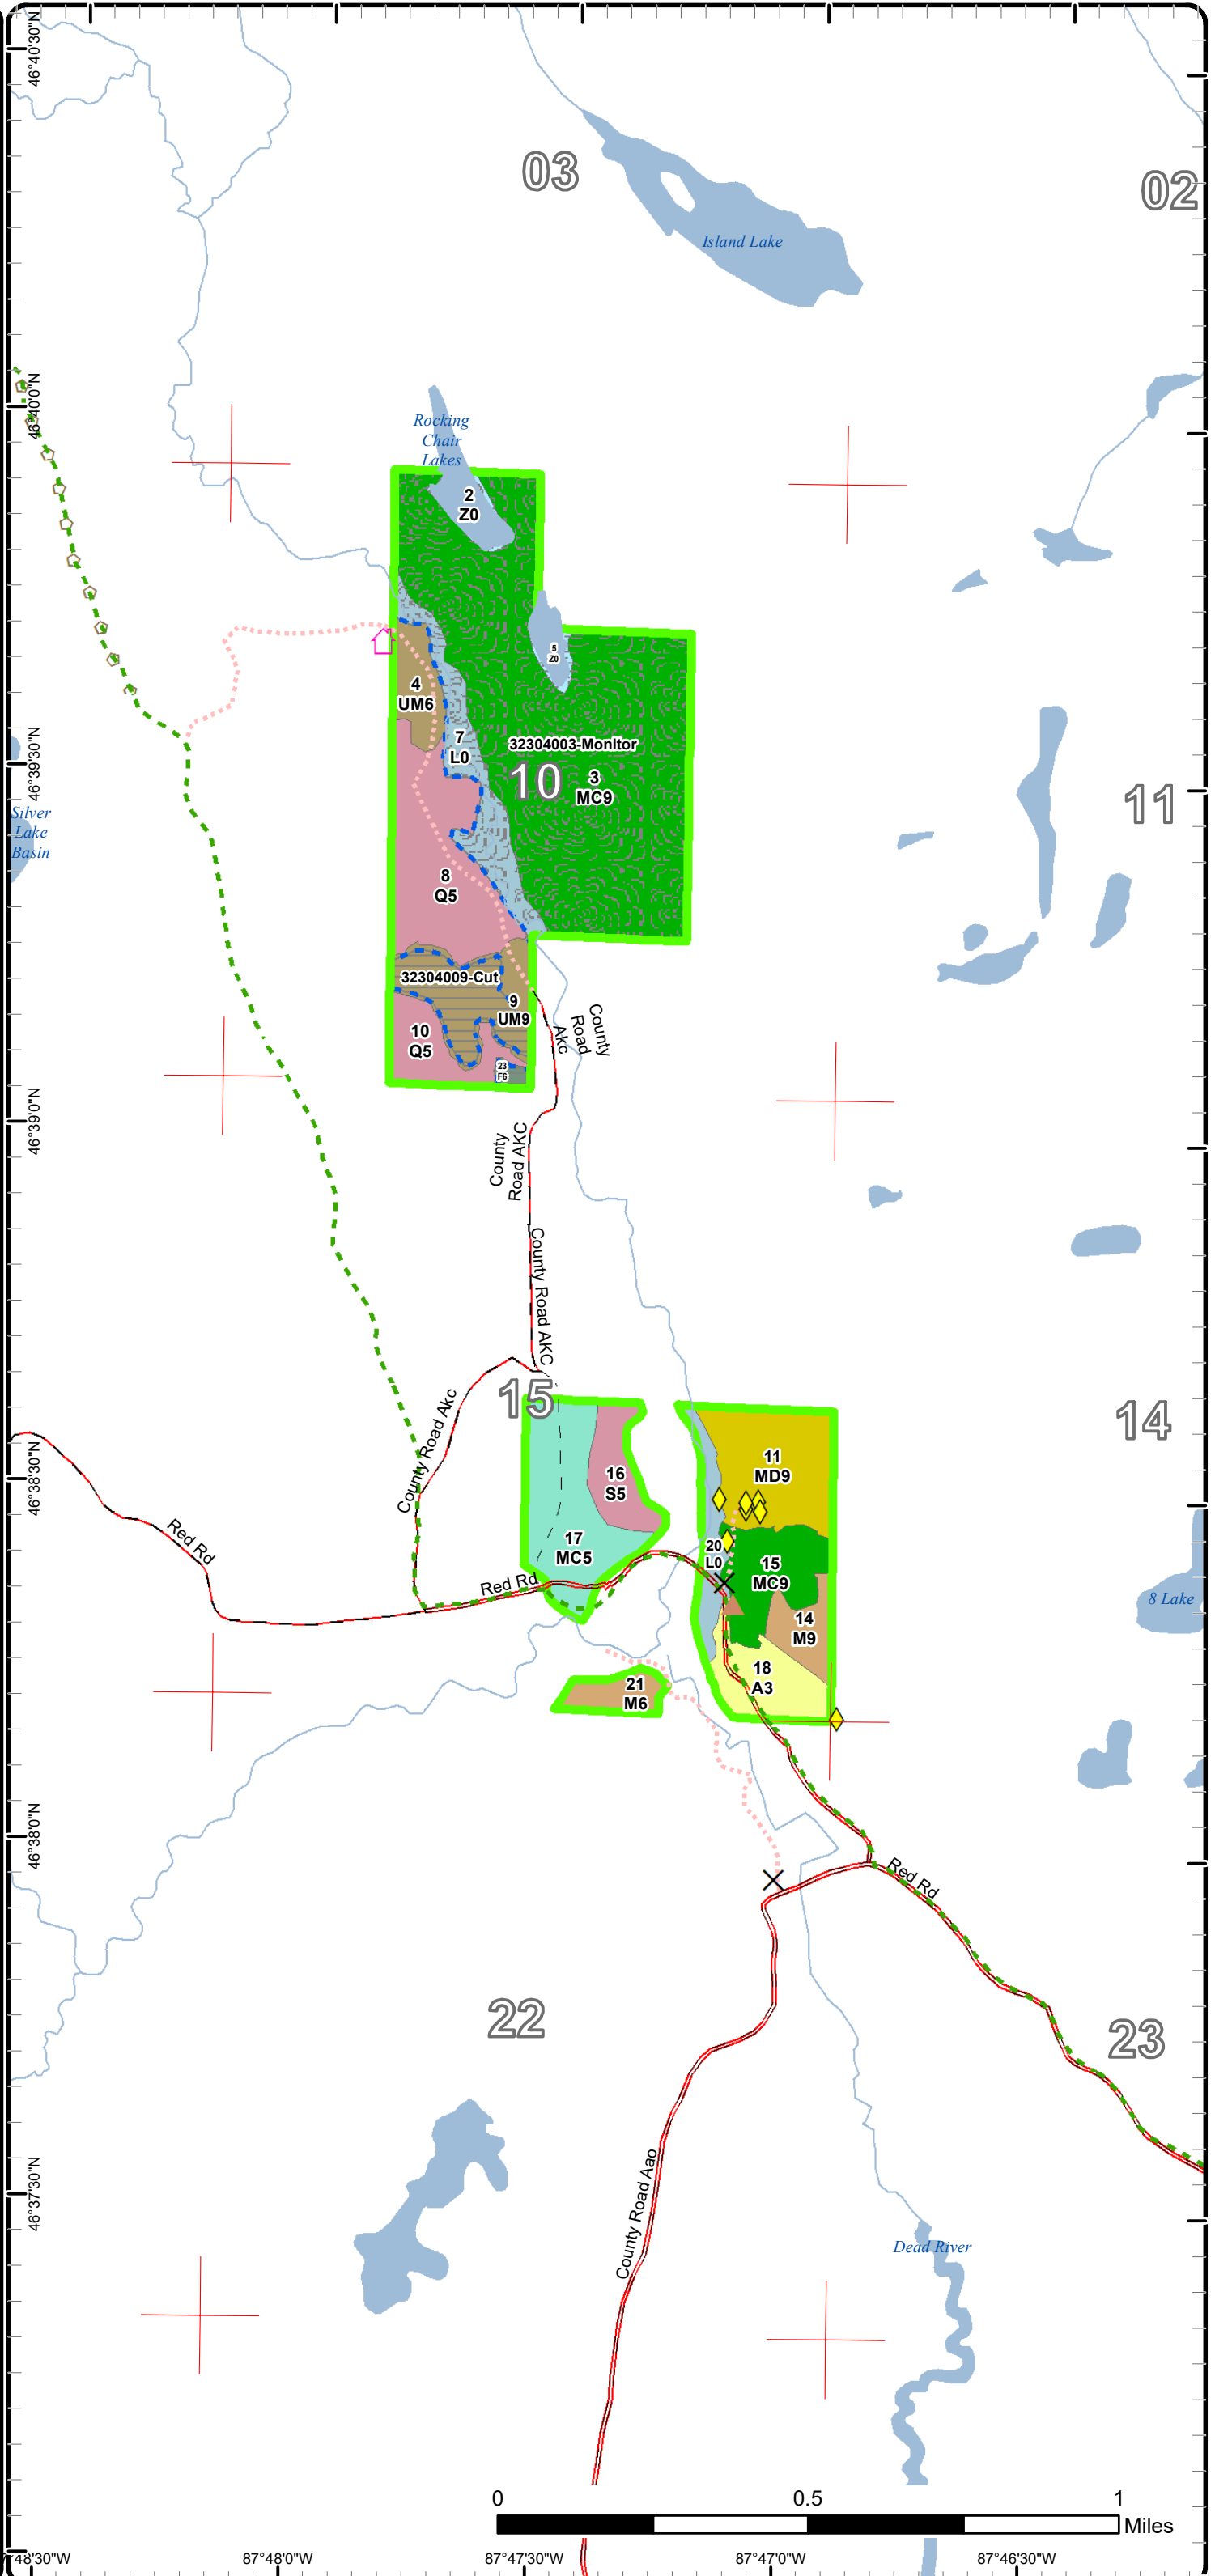 46°40'30"N
03
02
Island Lake
46°40'0"N
Rocking
Chair
Lakes
2
Z0
5
Z0
4
UM6
7
L0
32304003-Monitor
10
3
MC9
11
46°39'30"N
Silver
Lake
Basin
8
Q5
32304009-Cut
9
UM9
10
Q5
23
F6
County
Road
Akc
46°39'0"N
County
Road AKC
County Road AKC
15
14
County Road Akc
46°38'30"N
11
MD9
16
S5
17
MC5
Red Rd
Red Rd
20
L0
15
MC9
14
M9
8 Lake
18
A3
21
M6
46°38'0"N
Red Rd
22
23
46°37'30"N
County Road Aao
Dead River
0
0.5
1
Miles
7°48'30"W
87°48'0"W
87°47'30"W
87°47'0"W
87°46'30"W